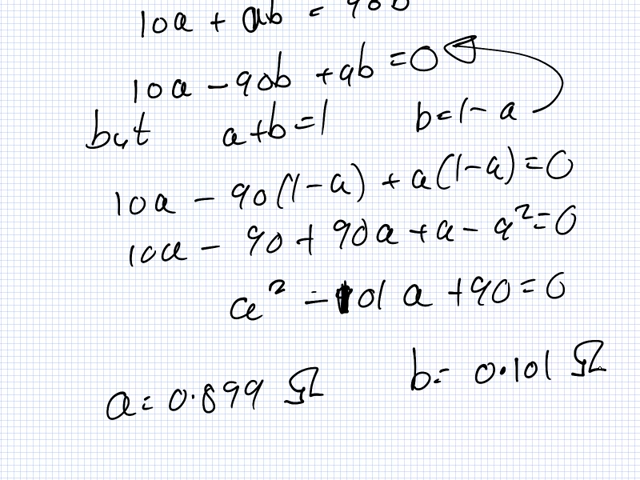 10a + ab = 90b
10a - 90b + ab = 0
but a+b=1 b=1-a
10a - 90(1-a) + a(1-a)=0
10a - 90 + 90a + a - a²=0
a² - 101 a + 90 = 0
a = 0.899 Ω b = 0.101 Ω